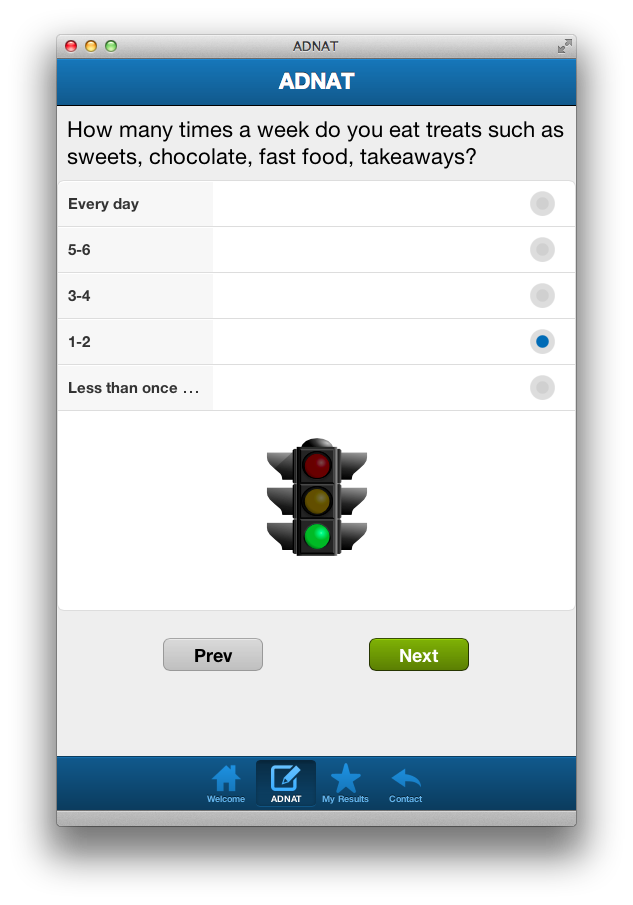 ADNAT
ADNAT
How many times a week do you eat treats such as
sweets, chocolate, fast food, takeaways?
Every day
5-6
3-4
1-2
Less than once ...
Prev
Next
Welcome
ADNAT
My Results
Contact